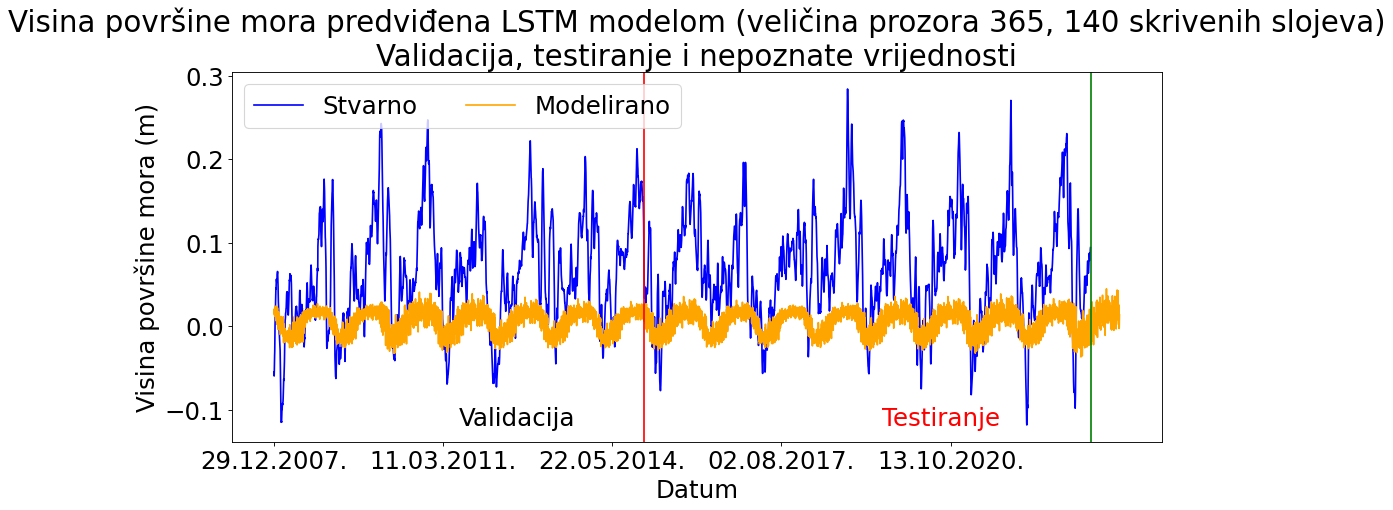 Visina površine mora predviđena LSTM modelom (veličina prozora 365, 140 skrivenih slojeva)
Validacija, testiranje i nepoznate vrijednosti
Stvarno
Modelirano
Visina površine mora (m)
0.3
0.2
0.1
0.0
−0.1
Validacija
Testiranje
29.12.2007.
11.03.2011.
22.05.2014.
02.08.2017.
13.10.2020.
Datum